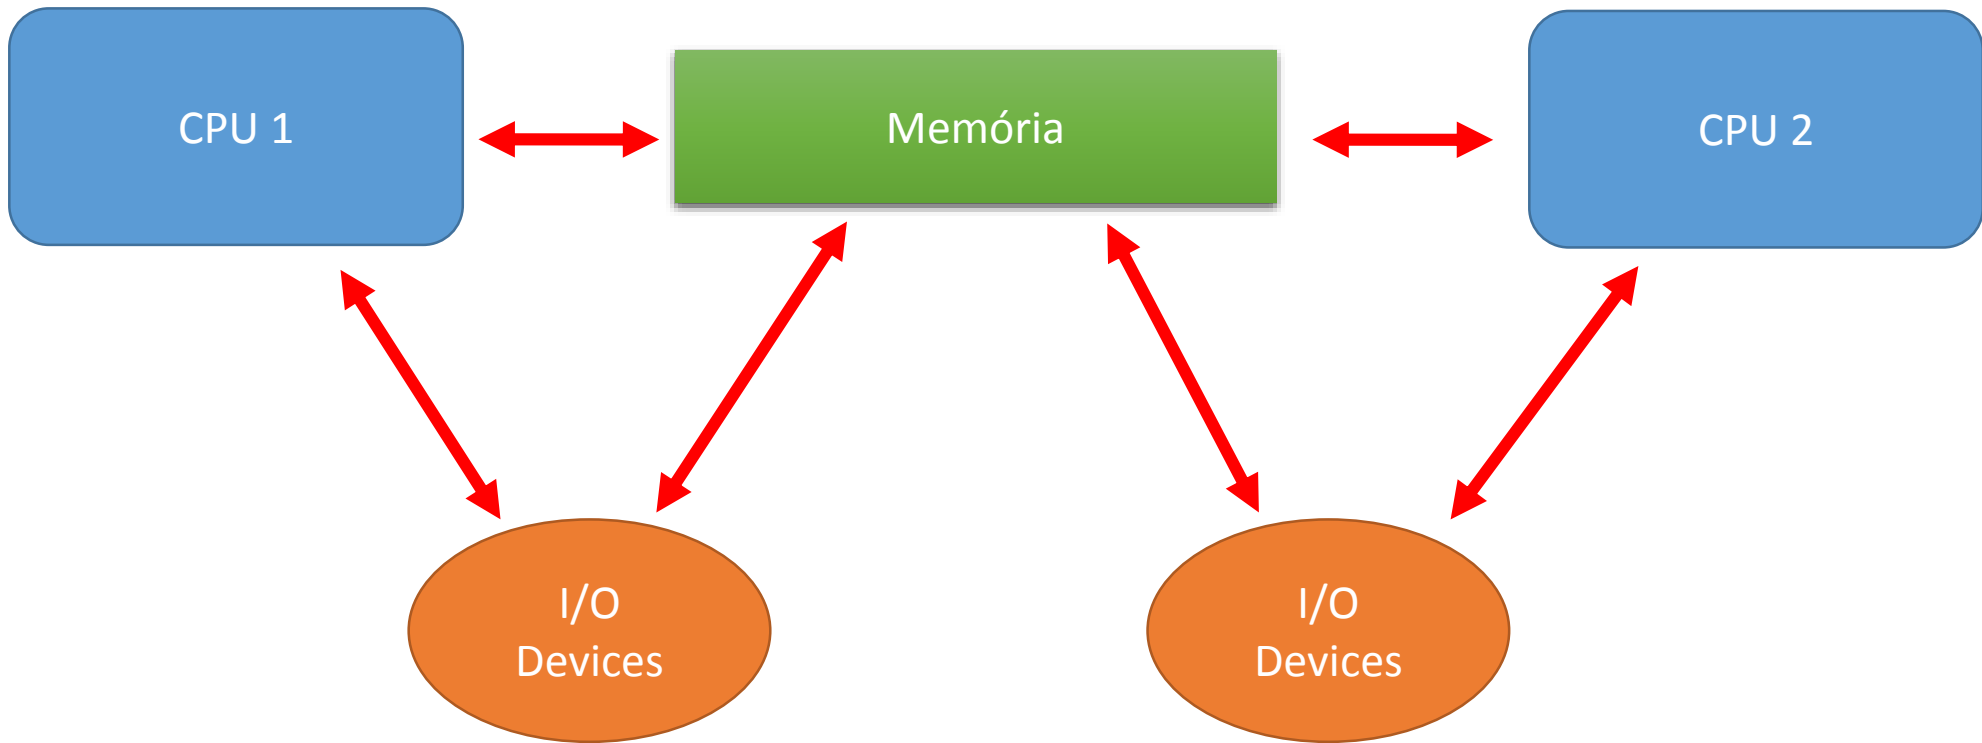 CPU 1
Memória
CPU 2
I/O
Devices
I/O
Devices